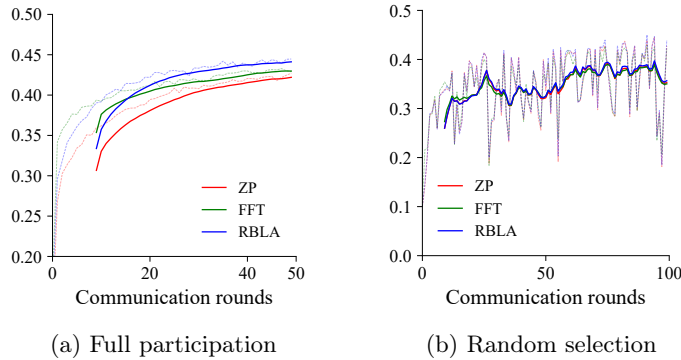 0.50
0.45
0.40
0.35
0.30
0.25
0.20
0 20 40 50
ZP
FFT
RBLA
Communication rounds
(a) Full participation
0.5
0.4
0.3
0.2
0.1
0.0
0 50 100
ZP
FFT
RBLA
Communication rounds
(b) Random selection